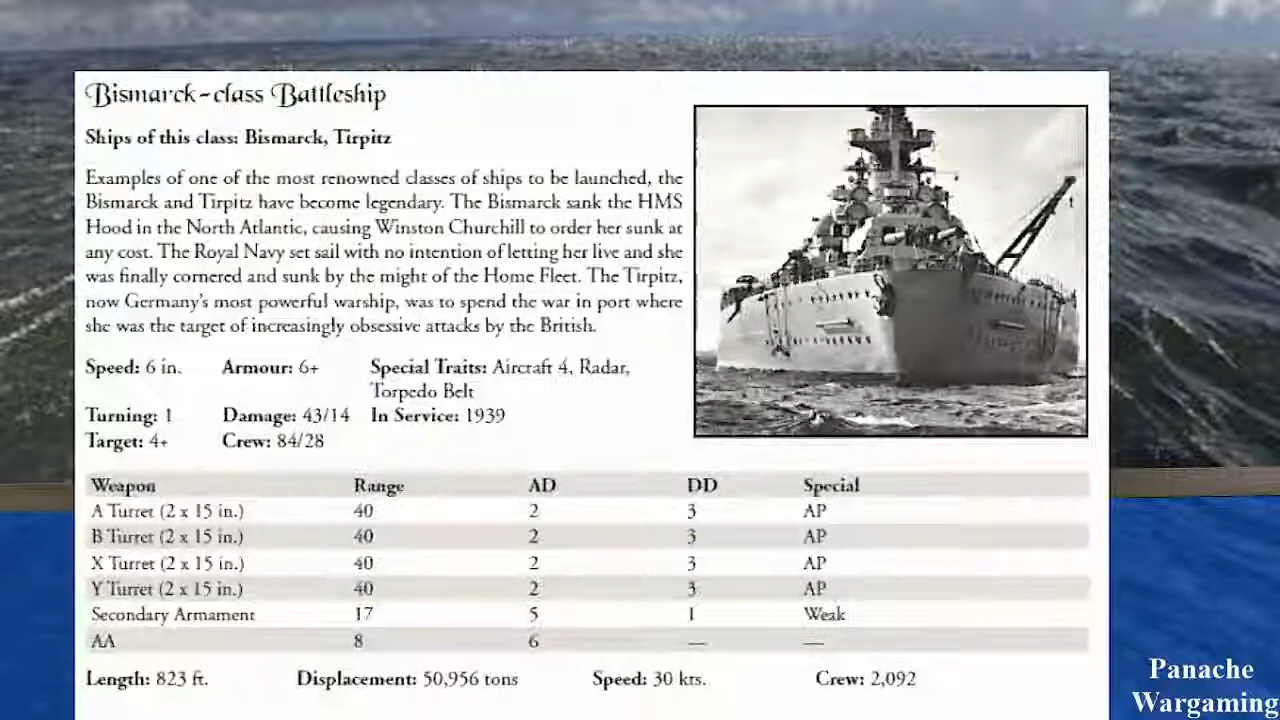 Bismarck-class Battleship
Ships of this class: Bismarck, Tirpitz
Examples of one of the most renowned classes of ships to be launched, the
Bismarck and Tirpitz have become legendary. The Bismarck sank the HMS
Hood in the North Atlantic, causing Winston Churchill to order her sunk at
any cost. The Royal Navy set sail with no intention of letting her live and she
was finally cornered and sunk by the might of the Home Fleet. The Tirpitz,
now Germany's most powerful warship, was to spend the war in port where
she was the target of increasingly obsessive attacks by the British.
Speed: 6 in. Armour: 6+ Special Traits: Aircraft 4, Radar,
Torpedo Belt
Turning: 1 Damage: 43/14 In Service: 1939
Target: 4+ Crew: 84/28
Weapon Range AD DD Special
A Turret (2 x 15 in.) 40 2 3 AP
B Turret (2 x 15 in.) 40 2 3 AP
X Turret (2 x 15 in.) 40 2 3 AP
Y Turret (2 x 15 in.) 40 2 3 AP
Secondary Armament 17 5 1 Weak
AA 8 6 — —
Length: 823 ft. Displacement: 50,956 tons Speed: 30 kts. Crew: 2,092
Panache
Wargaming